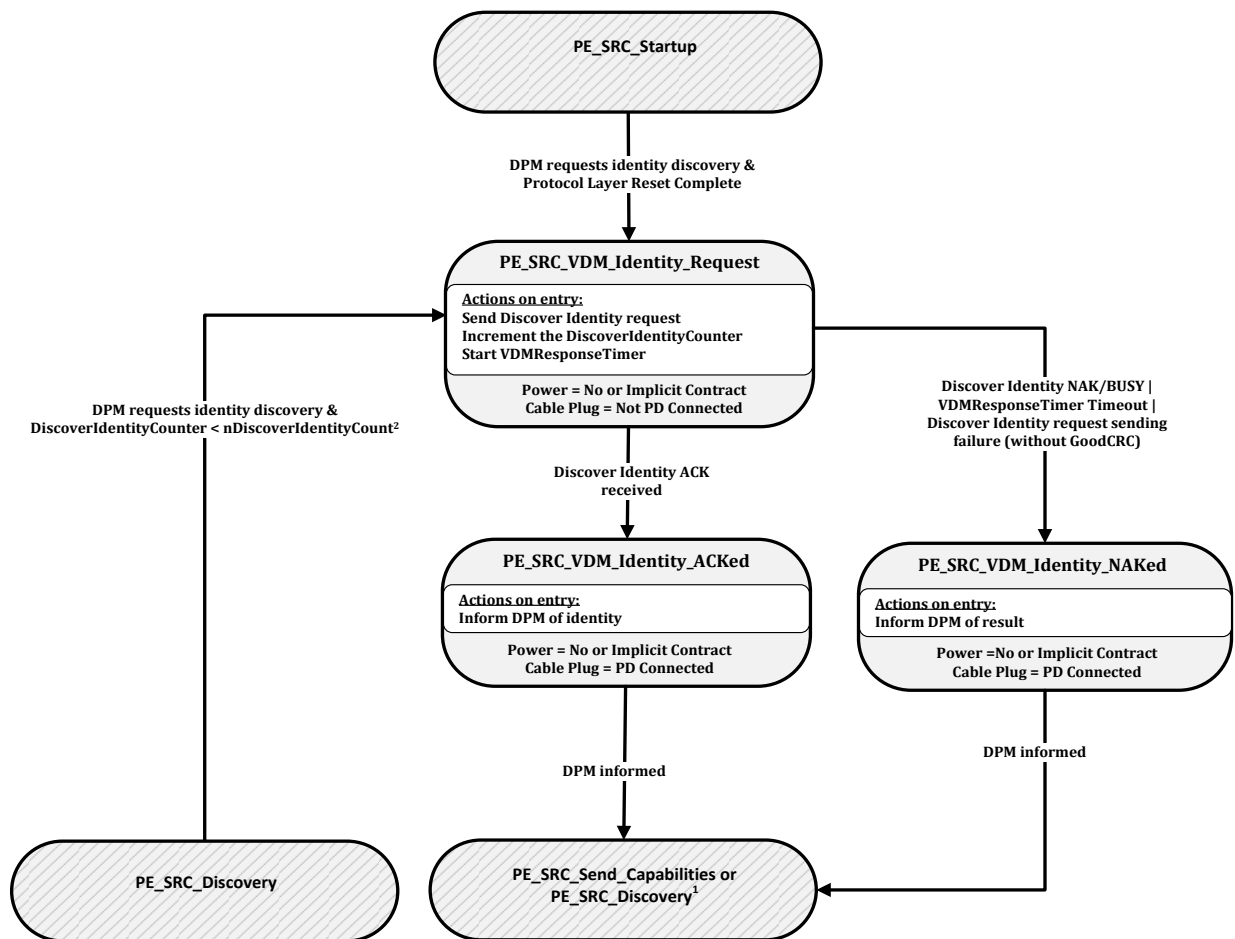 PE_SRC_Startup
DPM requests identity discovery &
Protocol Layer Reset Complete
PE_SRC_VDM_Identity_Request
Actions on entry:
Send Discover Identity request
Increment the DiscoverIdentityCounter
Start VDMResponseTimer
Power = No or Implicit Contract
Cable Plug = Not PD Connected
DPM requests identity discovery &
DiscoverIdentityCounter < nDiscoverIdentityCount²
Discover Identity NAK/BUSY |
VDMResponseTimer Timeout |
Discover Identity request sending
failure (without GoodCRC)
Discover Identity ACK
received
PE_SRC_VDM_Identity_ACKed
Actions on entry:
Inform DPM of identity
Power = No or Implicit Contract
Cable Plug = PD Connected
PE_SRC_VDM_Identity_NAKed
Actions on entry:
Inform DPM of result
Power =No or Implicit Contract
Cable Plug = PD Connected
DPM informed
DPM informed
PE_SRC_Discovery
PE_SRC_Send_Capabilities or
PE_SRC_Discovery¹